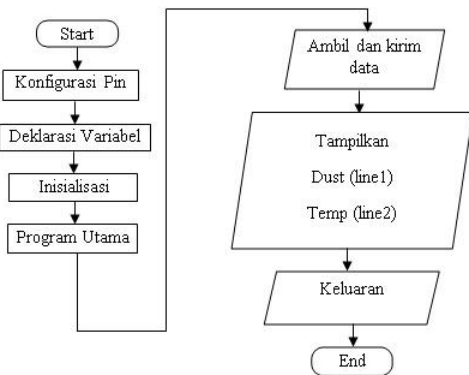 Start
Konfigurasi Pin
Deklarasi Variabel
Inisialisasi
Program Utama
Ambil dan kirim
data
Tampilkan
Dust (line1)
Temp (line2)
Keluaran
End